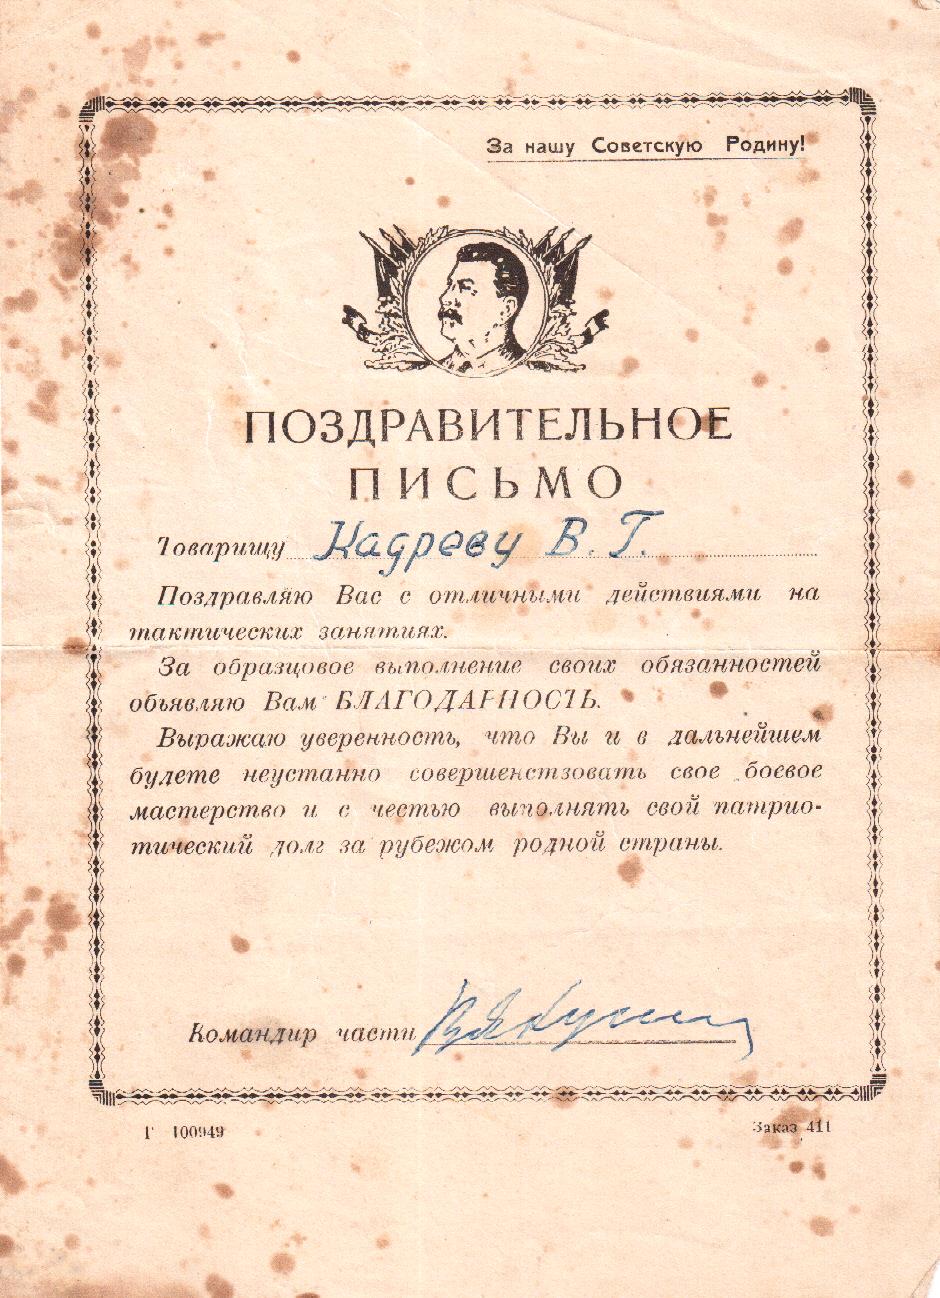 За нашу Советскую Родину!
ПОЗДРАВИТЕЛЬНОЕ
ПИСЬМО
Товарищу Кадреву В. Г.
Поздравляю Вас с отличными действиями на
тактических занятиях.
За образцовое выполнение своих обязанностей
объявляю Вам БЛАГОДАРНОСТЬ.
Выражаю уверенность, что Вы и в дальнейшем
будете неустанно совершенствовать свое боевое
мастерство и с честью выполнять свой патрио-
тический долг за рубежом родной страны.
Командир части
Г 100949
Заказ 411